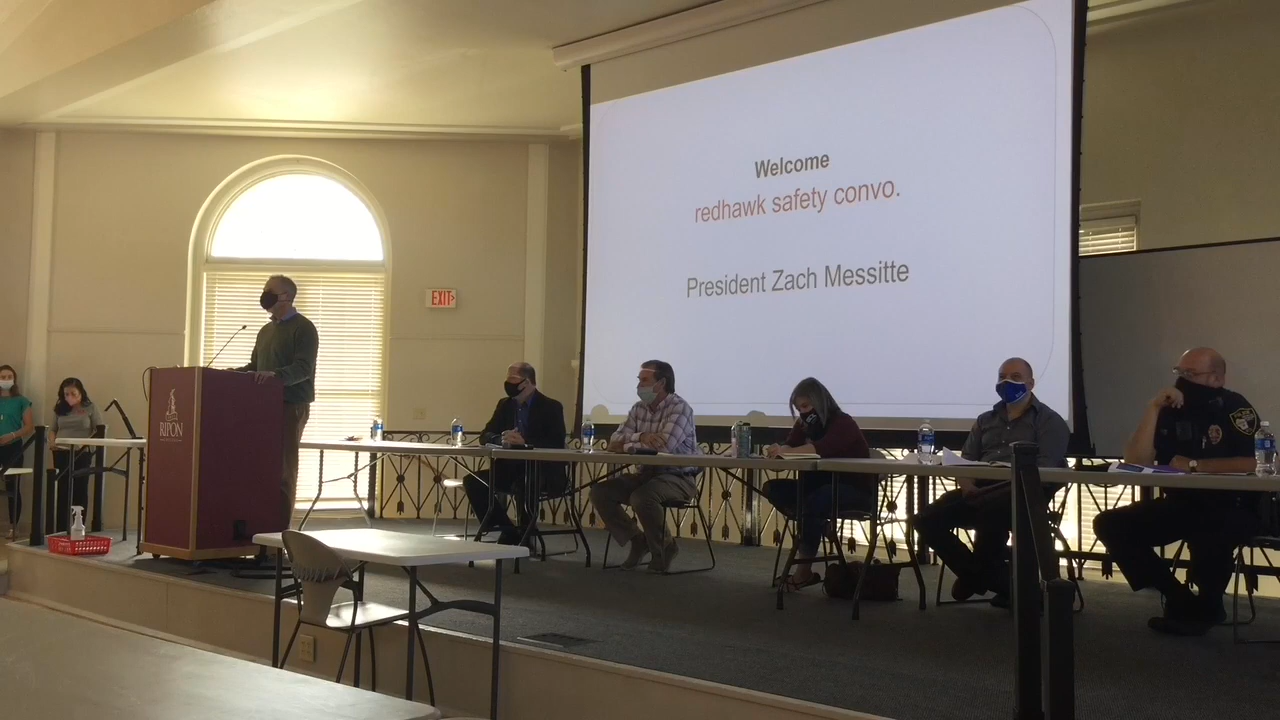 Welcome
redhawk safety convo.
President Zach Messitte
EXIT
RIPON